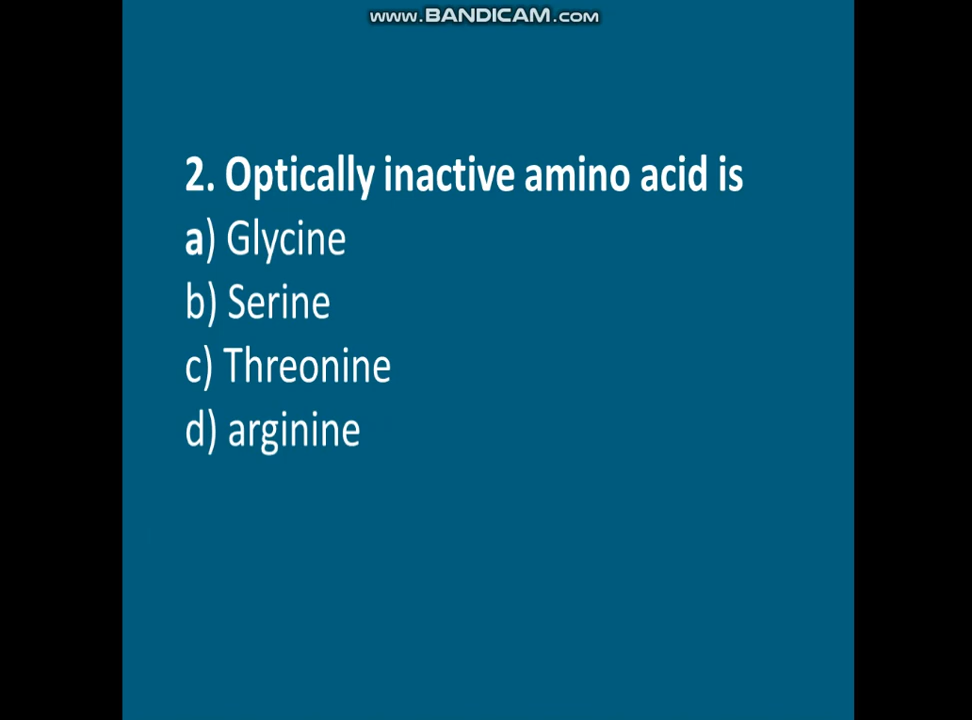 www.BANDICAM.com
2. Optically inactive amino acid is
a) Glycine
b) Serine
c) Threonine
d) arginine